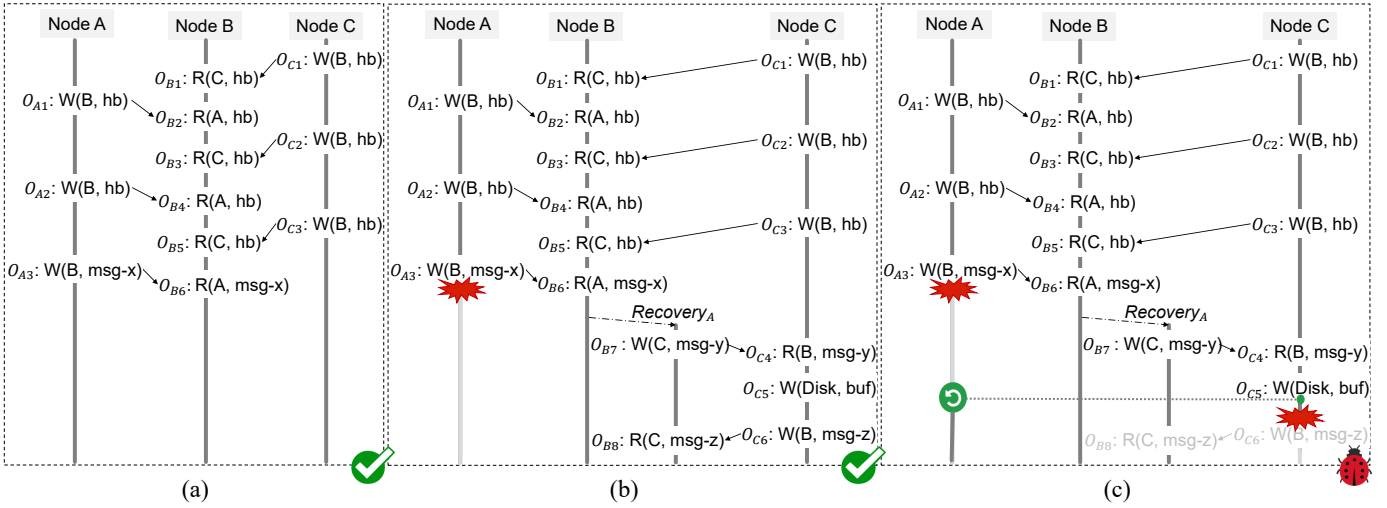 Node A Node B Node C
O_C1: W(B, hb)
O_B1: R(C, hb)
O_A1: W(B, hb)
O_B2: R(A, hb)
O_C2: W(B, hb)
O_B3: R(C, hb)
O_A2: W(B, hb)
O_B4: R(A, hb)
O_C3: W(B, hb)
O_B5: R(C, hb)
O_A3: W(B, msg-x)
O_B6: R(A, msg-x)
(a)
Node A Node B Node C
O_C1: W(B, hb)
O_B1: R(C, hb)
O_A1: W(B, hb)
O_B2: R(A, hb)
O_C2: W(B, hb)
O_B3: R(C, hb)
O_A2: W(B, hb)
O_B4: R(A, hb)
O_C3: W(B, hb)
O_B5: R(C, hb)
O_A3: W(B, msg-x)
O_B6: R(A, msg-x)
Recovery_A
O_B7 : W(C, msg-y)
O_C4: R(B, msg-y)
O_C5: W(Disk, buf)
O_C6: W(B, msg-z)
O_B8: R(C, msg-z)
(b)
Node A Node B Node C
O_C1: W(B, hb)
O_B1: R(C, hb)
O_A1: W(B, hb)
O_B2: R(A, hb)
O_C2: W(B, hb)
O_B3: R(C, hb)
O_A2: W(B, hb)
O_B4: R(A, hb)
O_C3: W(B, hb)
O_B5: R(C, hb)
O_A3: W(B, msg-x)
O_B6: R(A, msg-x)
Recovery_A
O_B7 : W(C, msg-y)
O_C4: R(B, msg-y)
O_C5: W(Disk, buf)
O_C6: W(B, msg-z)
O_B8: R(C, msg-z)
(c)